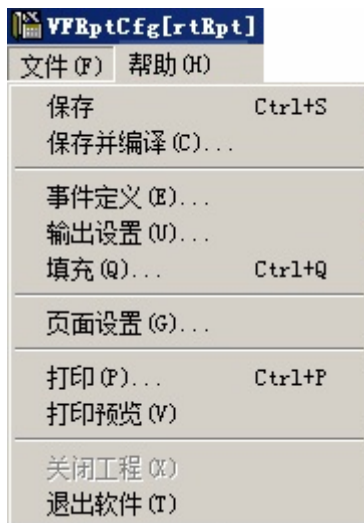 VFRptCfg[rtRpt]
文件(F) 帮助(H)
保存 Ctrl+S
保存并编译(C)...
事件定义(E)...
输出设置(U)...
填充(Q)... Ctrl+Q
页面设置(G)...
打印(P)... Ctrl+P
打印预览(V)
关闭工程(X)
退出软件(T)